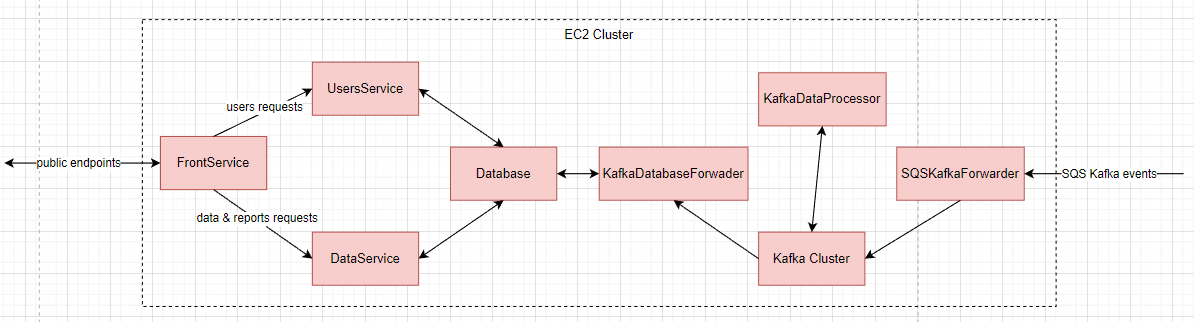 EC2 Cluster
UsersService
KafkaDataProcessor
users requests
public endpoints
FrontService
Database
KafkaDatabaseForwader
SQSKafkaForwarder
SQS Kafka events
data & reports requests
DataService
Kafka Cluster